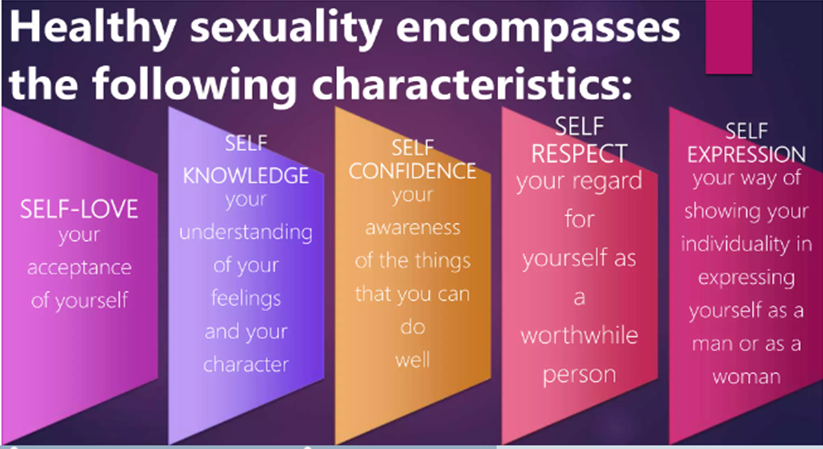 Healthy sexuality encompasses
the following characteristics:
SELF-LOVE
your
acceptance
of yourself
SELF
KNOWLEDGE
your
understanding
of your
feelings
and your
character
SELF
CONFIDENCE
your
awareness
of the things
that you can
do
well
SELF
RESPECT
your regard
for
yourself as
a
worthwhile
person
SELF
EXPRESSION
your way of
showing your
individuality in
expressing
yourself as a
man or as a
woman